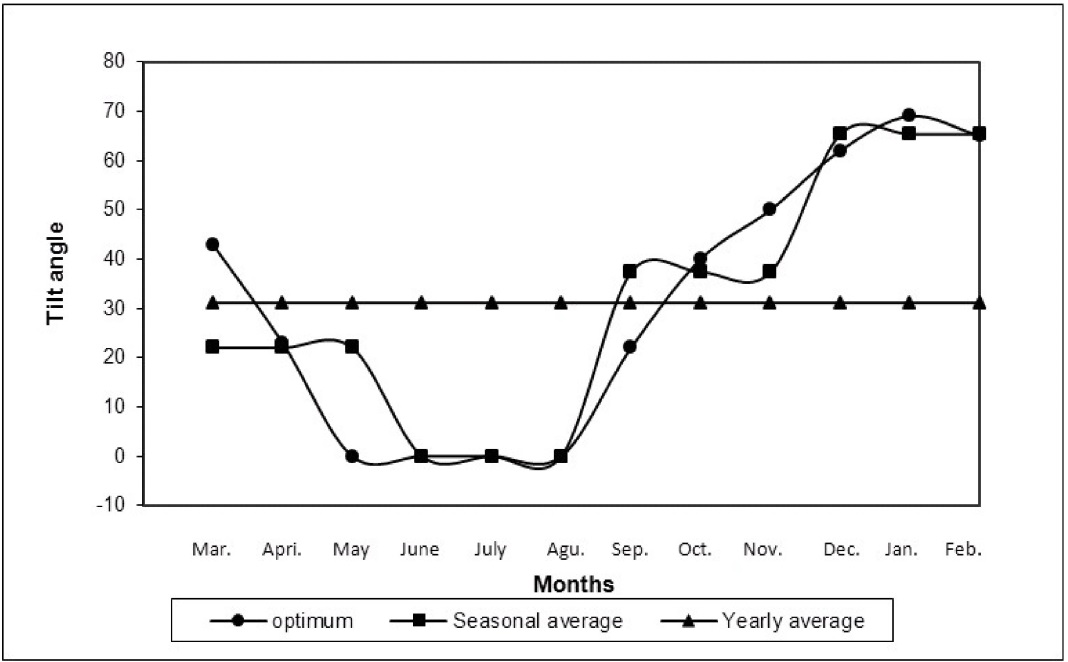 80
70
60
50
40
30
20
10
0
-10
Tilt angle
Mar. Apri. May June July Agu. Sep. Oct. Nov. Dec. Jan. Feb.
Months
optimum Seasonal average Yearly average